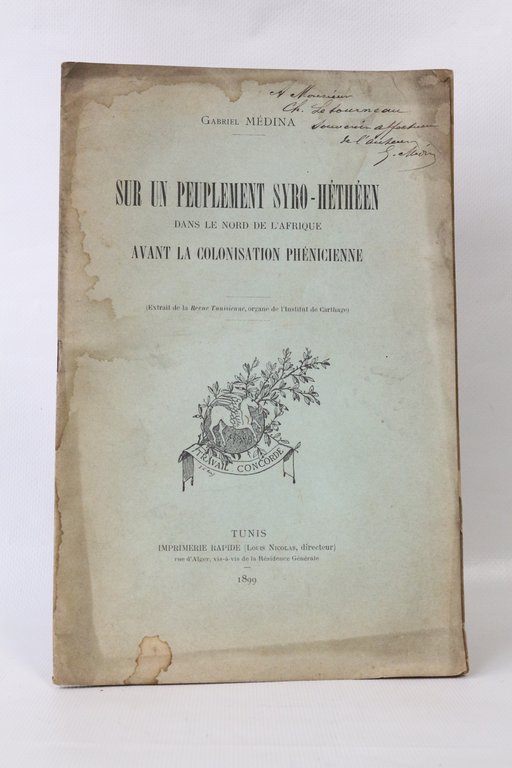 A Monsieur
Ch. Letourneau
Souvenir affectueux
de l'auteur
G. Médina
GABRIEL MÉDINA
SUR UN PEUPLEMENT SYRO-HÉTHÉEN
DANS LE NORD DE L'AFRIQUE
AVANT LA COLONISATION PHÉNICIENNE
(Extrait de la Revue Tunisienne, organe de l'Institut de Carthage)
TRAVAIL CONCORDE
TUNIS
IMPRIMERIE RAPIDE (LOUIS NICOLAS, directeur)
rue d'Alger, vis-à-vis de la Résidence Générale
1899